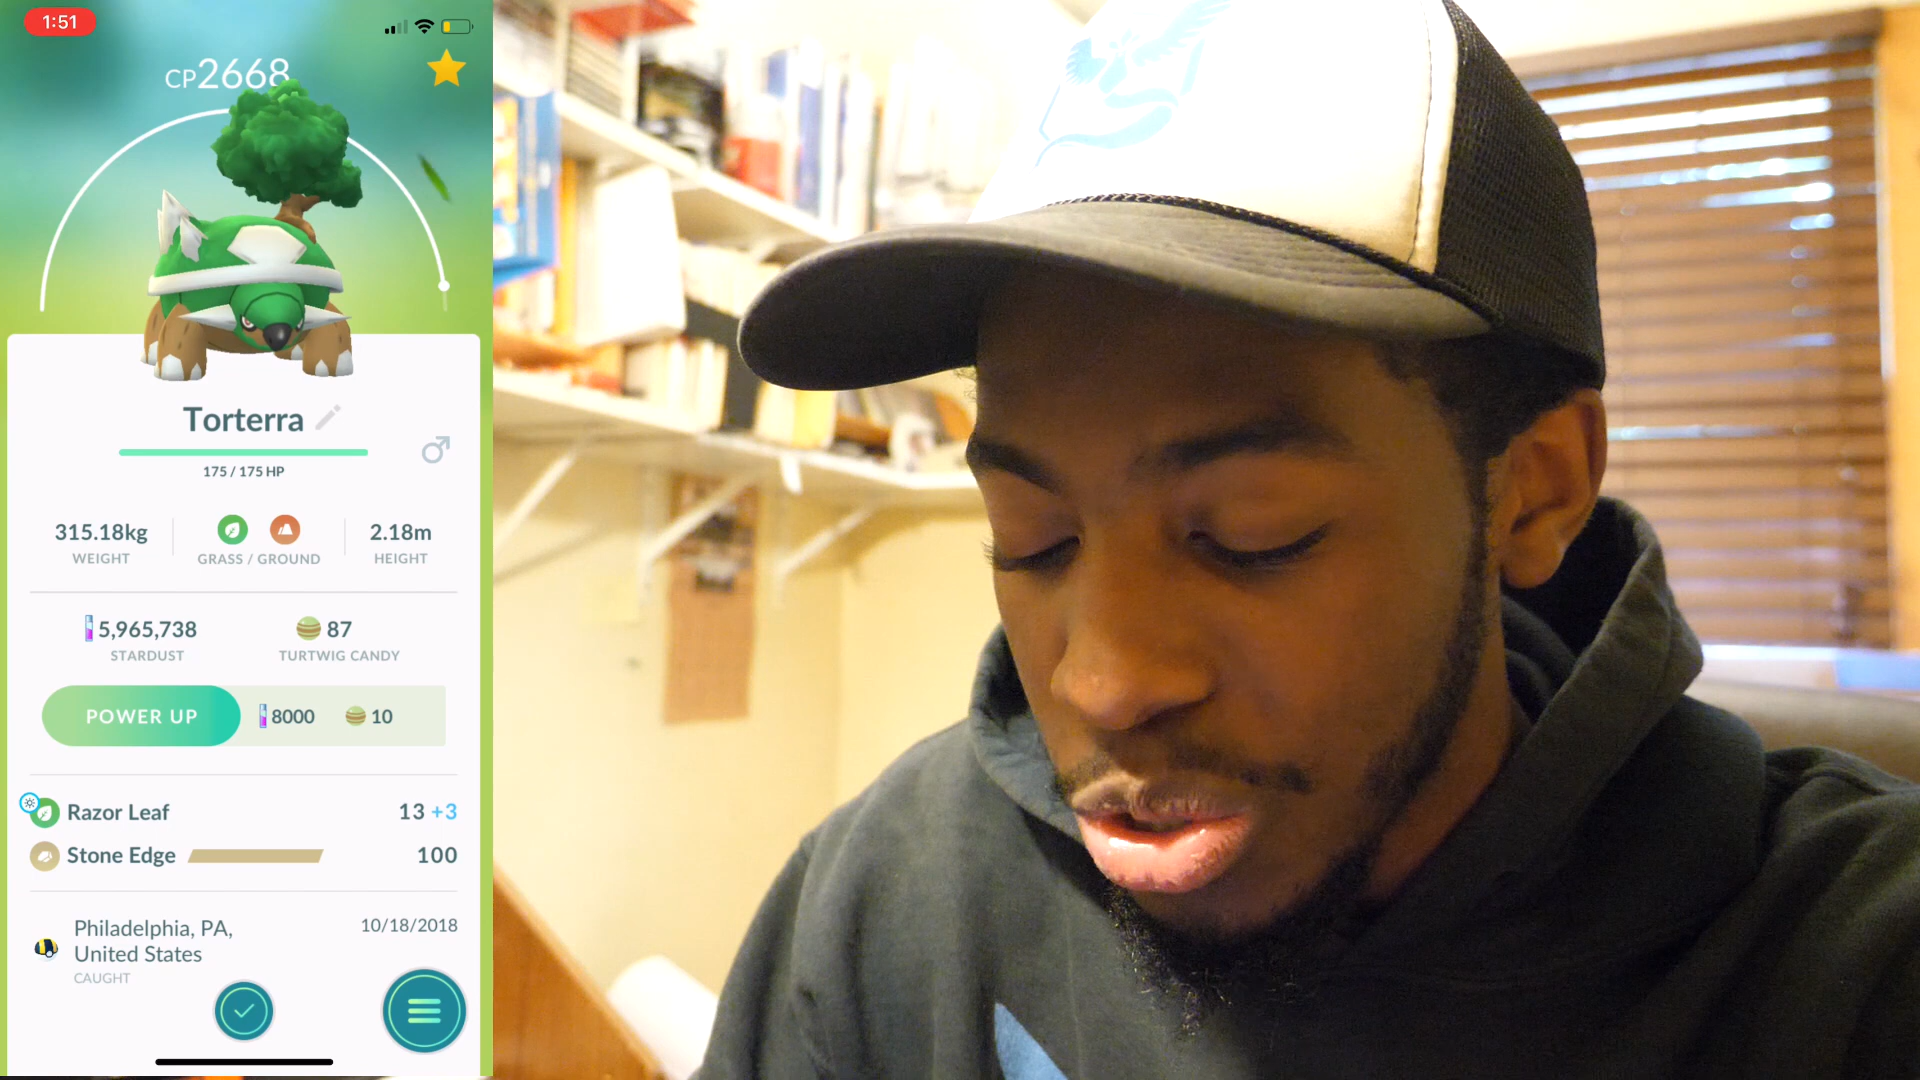 1:51
CP2668
Torterra
175 / 175 HP
315.18kg
WEIGHT
GRASS / GROUND
2.18m
HEIGHT
5,965,738
STARDUST
87
TURTWIG CANDY
POWER UP
8000
10
Razor Leaf
13 +3
Stone Edge
100
Philadelphia, PA,
United States
CAUGHT
10/18/2018